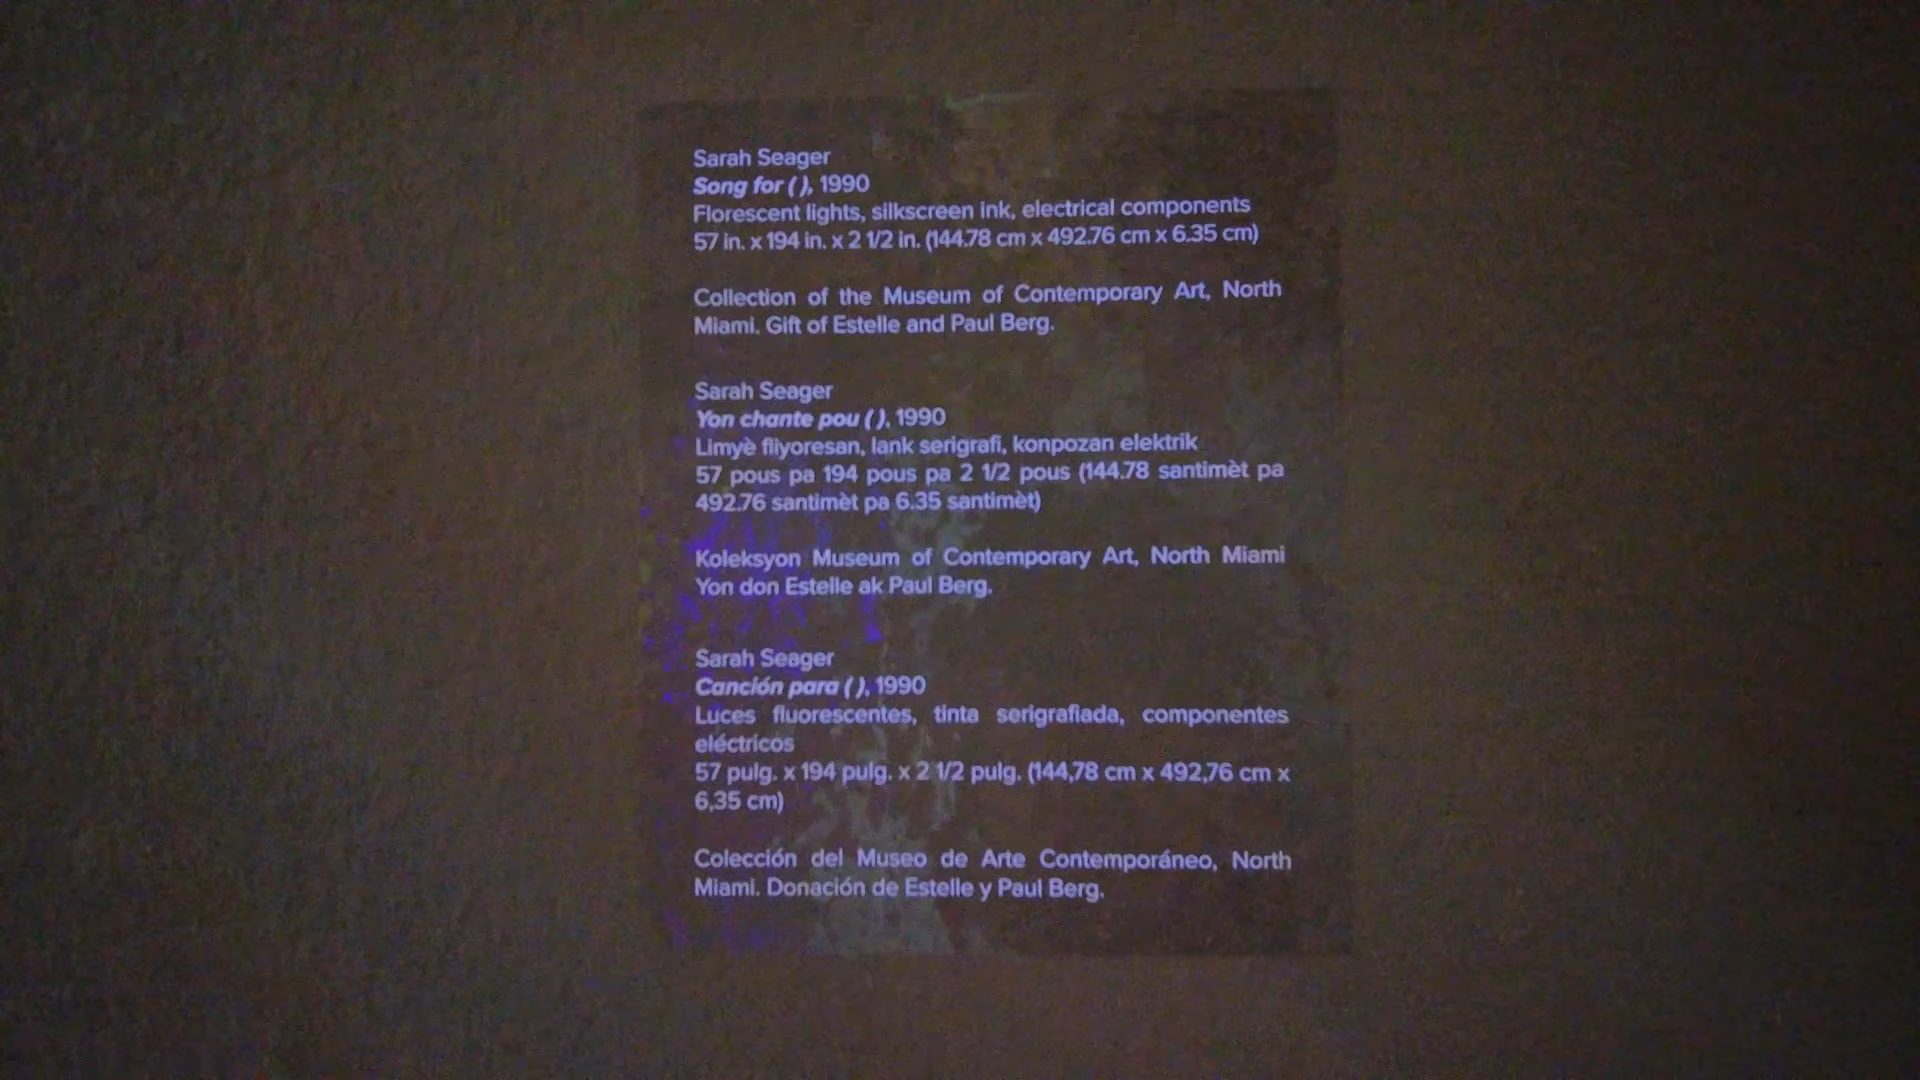 Sarah Seager
Song for ( ), 1990
Florescent lights, silkscreen ink, electrical components
57 in. x 194 in. x 2 1/2 in. (144.78 cm x 492.76 cm x 6.35 cm)
Collection of the Museum of Contemporary Art, North
Miami. Gift of Estelle and Paul Berg.
Sarah Seager
Yon chante pou ( ), 1990
Limyè fliyoresan, lank serigrafi, konpozan elektrik
57 pous pa 194 pous pa 2 1/2 pous (144.78 santimèt pa
492.76 santimèt pa 6.35 santimèt)
Koleksyon Museum of Contemporary Art, North Miami
Yon don Estelle ak Paul Berg.
Sarah Seager
Canción para ( ), 1990
Luces fluorescentes, tinta serigrafiada, componentes
eléctricos
57 pulg. x 194 pulg. x 2 1/2 pulg. (144,78 cm x 492,76 cm x
6,35 cm)
Colección del Museo de Arte Contemporáneo, North
Miami. Donación de Estelle y Paul Berg.